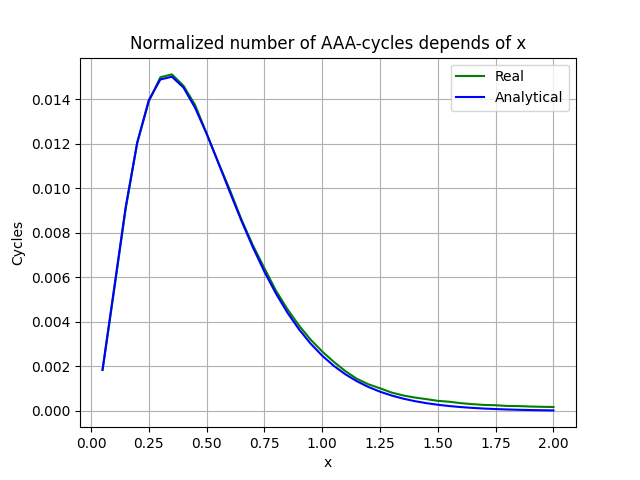 Normalized number of AAA-cycles depends of x
Real
Analytical
Cycles
0.014
0.012
0.010
0.008
0.006
0.004
0.002
0.000
0.00 0.25 0.50 0.75 1.00 1.25 1.50 1.75 2.00
x